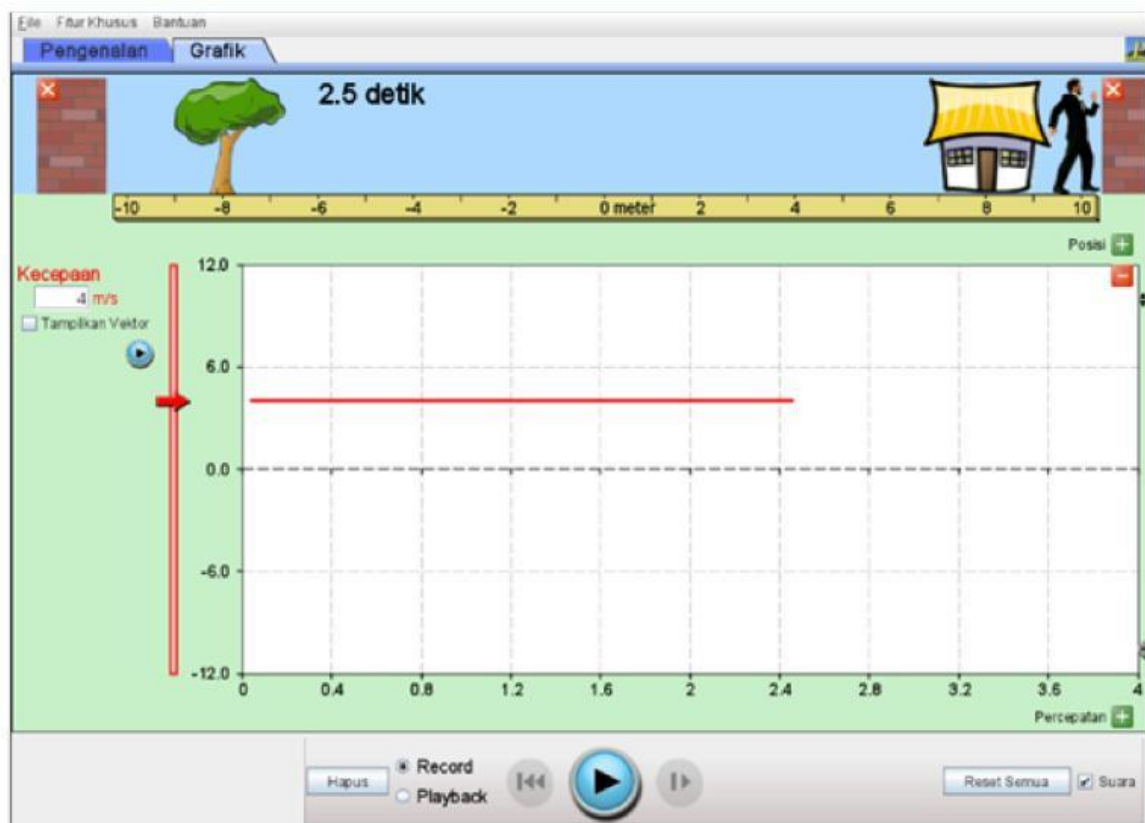 File Fitur Khusus Bantuan
Pengenalan Grafik
2.5 detik
-10 -8 -6 -4 -2 0 meter 2 4 6 8 10
Posisi
Kecepaan
4 m/s
Tampilkan Vektor
12.0
6.0
0.0
-6.0
-12.0
0 0.4 0.8 1.2 1.6 2 2.4 2.8 3.2 3.6 4
Percepatan
Hapus
Record
Playback
Reset Semua
Suara